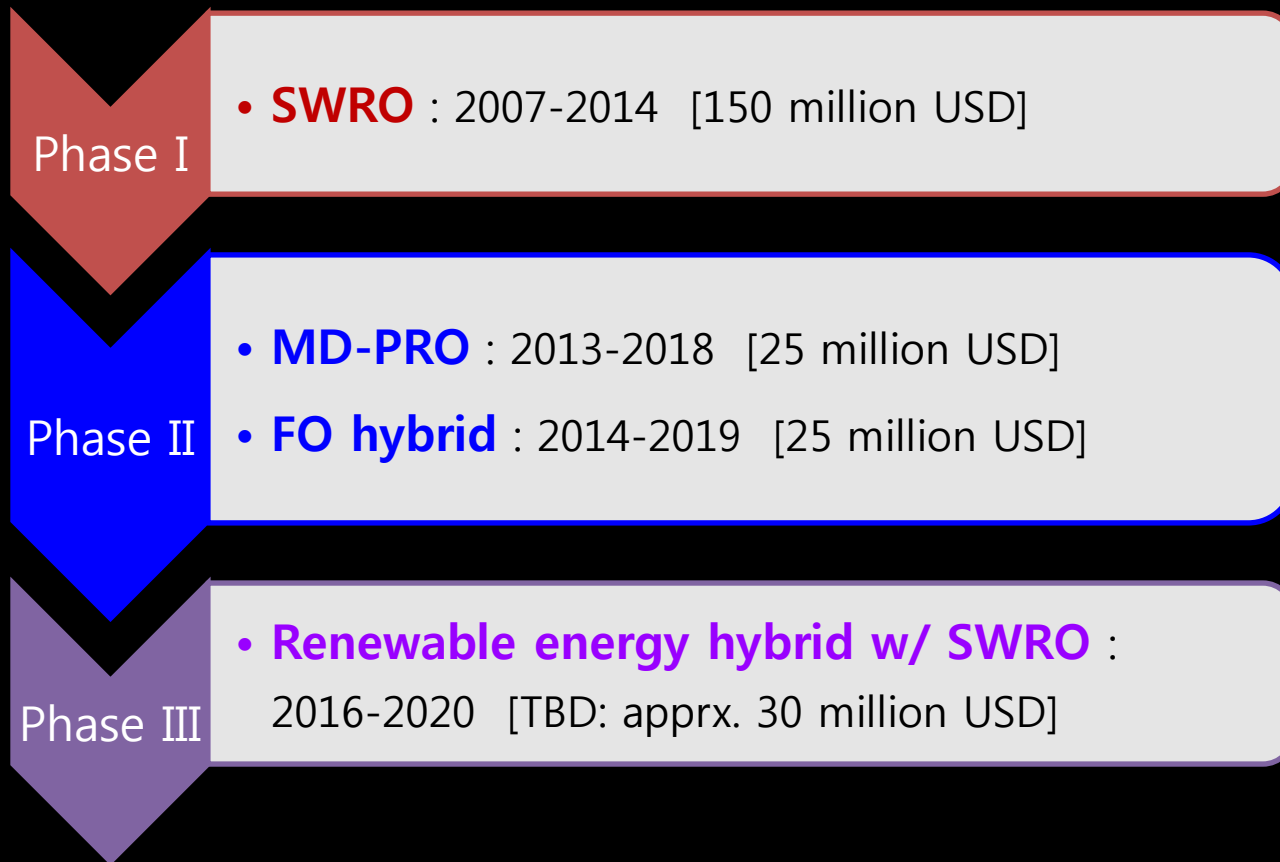 Phase I
• SWRO : 2007-2014 [150 million USD]
Phase Ⅱ
• MD-PRO : 2013-2018 [25 million USD]
• FO hybrid : 2014-2019 [25 million USD]
Phase Ⅲ
• Renewable energy hybrid w/ SWRO :
2016-2020 [TBD: apprx. 30 million USD]